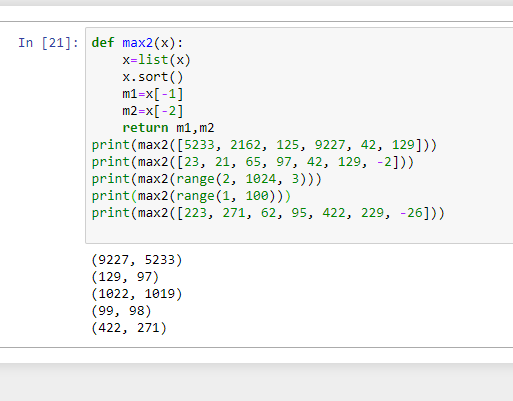 In [21]: def max2(x):
    x=list(x)
    x.sort()
    m1=x[-1]
    m2=x[-2]
    return m1,m2
print(max2([5233, 2162, 125, 9227, 42, 129]))
print(max2([23, 21, 65, 97, 42, 129, -2]))
print(max2(range(2, 1024, 3)))
print(max2(range(1, 100)))
print(max2([223, 271, 62, 95, 422, 229, -26]))
(9227, 5233)
(129, 97)
(1022, 1019)
(99, 98)
(422, 271)